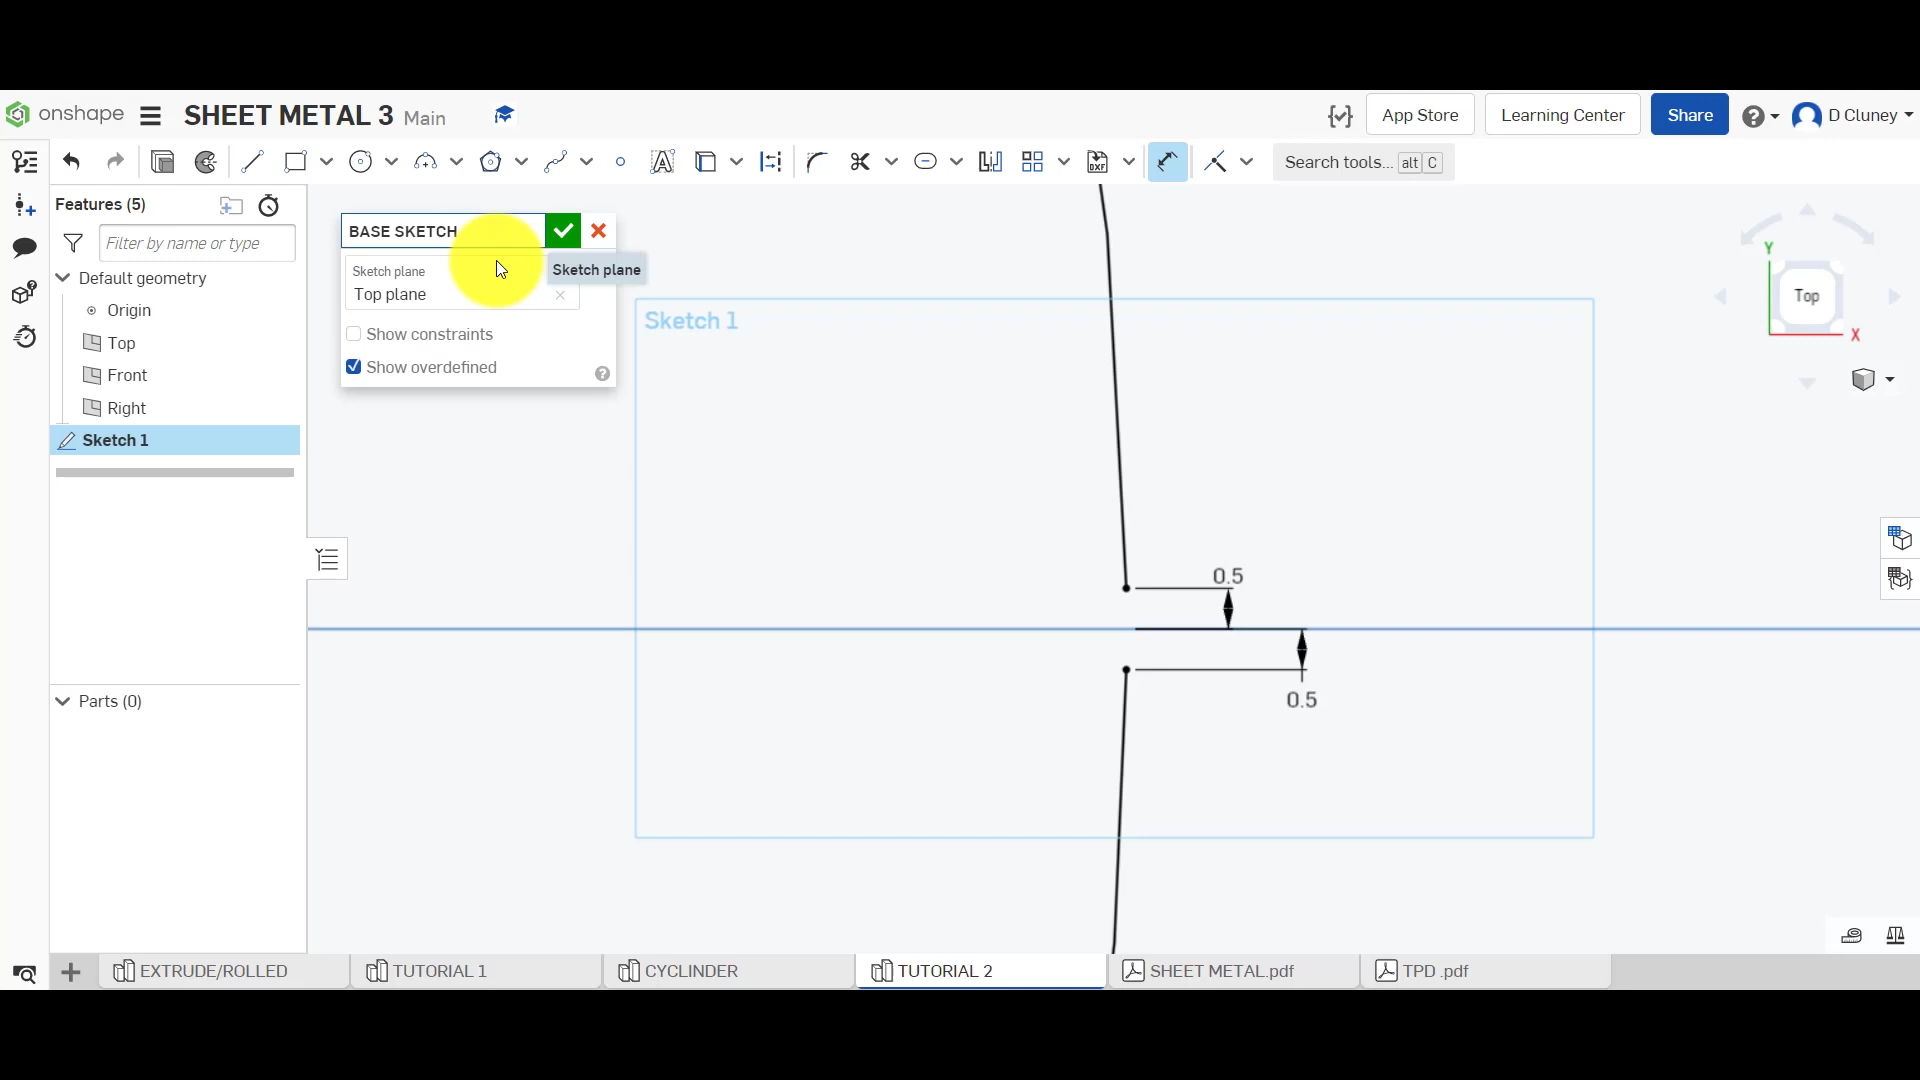 onshape SHEET METAL 3 Main App Store Learning Center Share D Cluney
Search tools... alt C
Features (5)
Filter by name or type
Default geometry
Origin
Top
Front
Right
Sketch 1
Parts (0)
BASE SKETCH
Sketch plane
Top plane
Sketch plane
Show constraints
Show overdefined
Sketch 1
0.5
0.5
Y
Top
X
EXTRUDE/ROLLED TUTORIAL 1 CYCLINDER TUTORIAL 2 SHEET METAL.pdf TPD .pdf